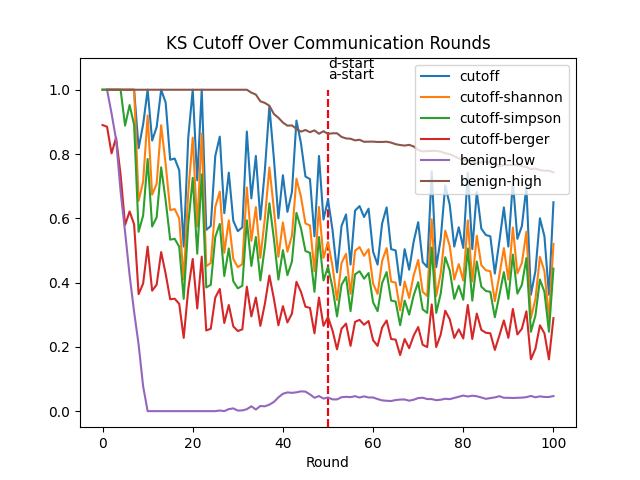 KS Cutoff Over Communication Rounds
d-start
a-start
cutoff
cutoff-shannon
cutoff-simpson
cutoff-berger
benign-low
benign-high
1.0
0.8
0.6
0.4
0.2
0.0
0 20 40 60 80 100
Round